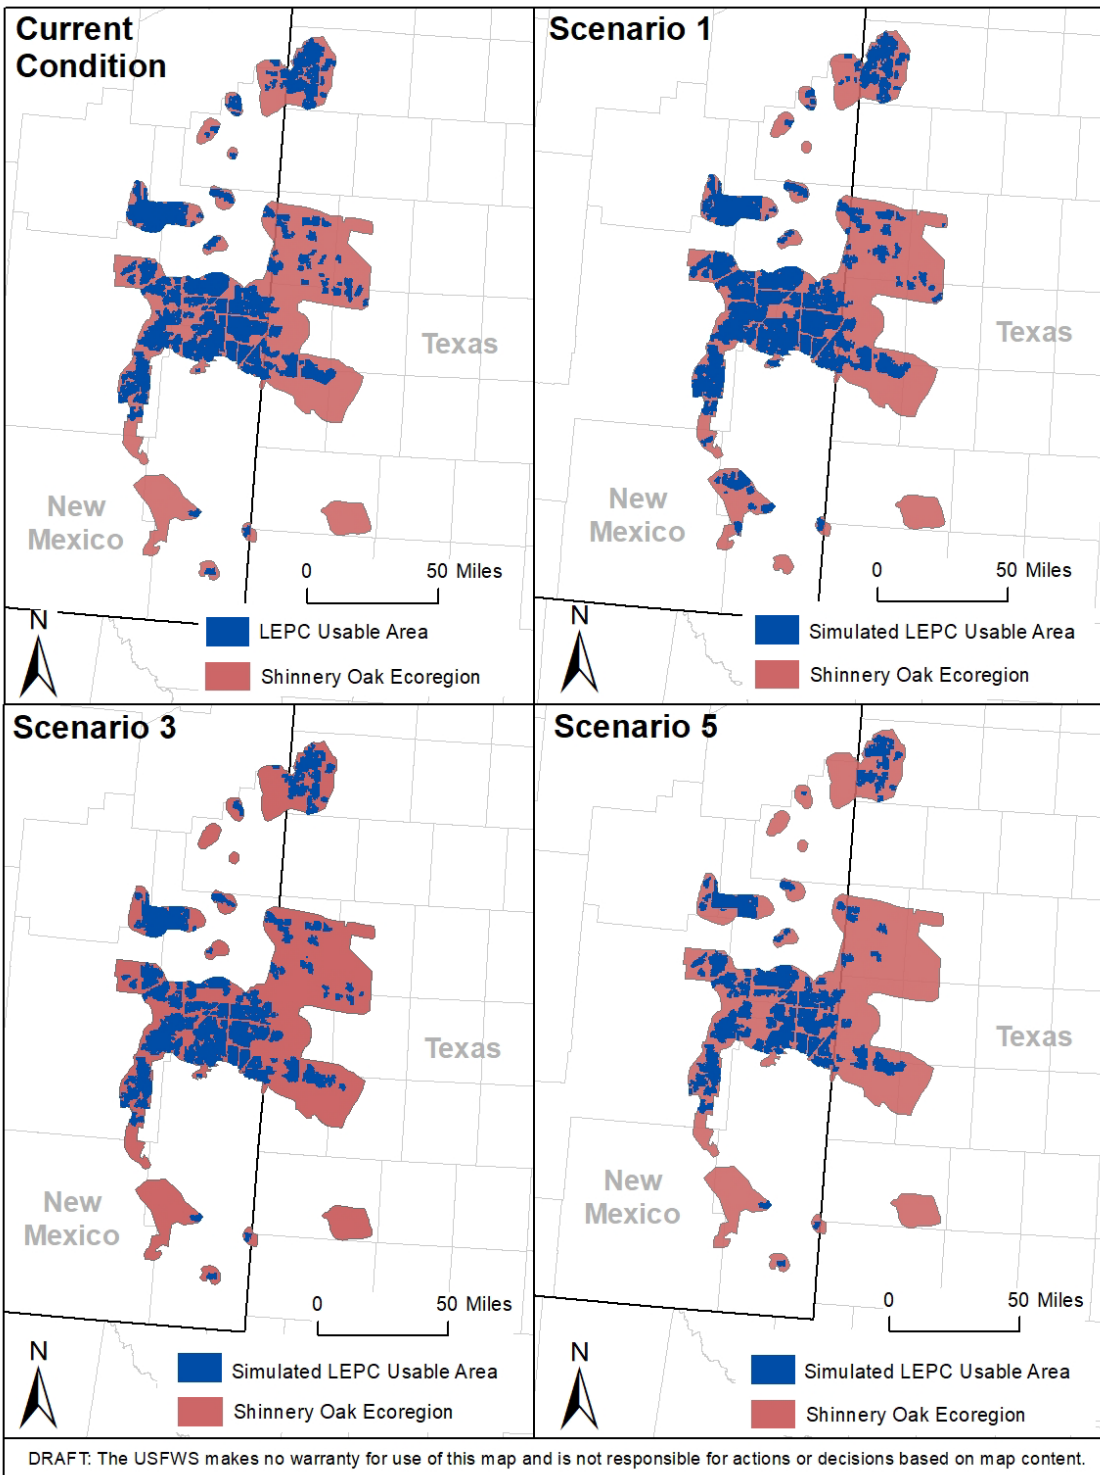 Current
Condition
Texas
New
Mexico
0 50 Miles
N
LEPC Usable Area
Shinnery Oak Ecoregion
Scenario 1
Texas
New
Mexico
0 50 Miles
N
Simulated LEPC Usable Area
Shinnery Oak Ecoregion
Scenario 3
Texas
New
Mexico
0 50 Miles
N
Simulated LEPC Usable Area
Shinnery Oak Ecoregion
Scenario 5
Texas
New
Mexico
0 50 Miles
N
Simulated LEPC Usable Area
Shinnery Oak Ecoregion
DRAFT: The USFWS makes no warranty for use of this map and is not responsible for actions or decisions based on map content.